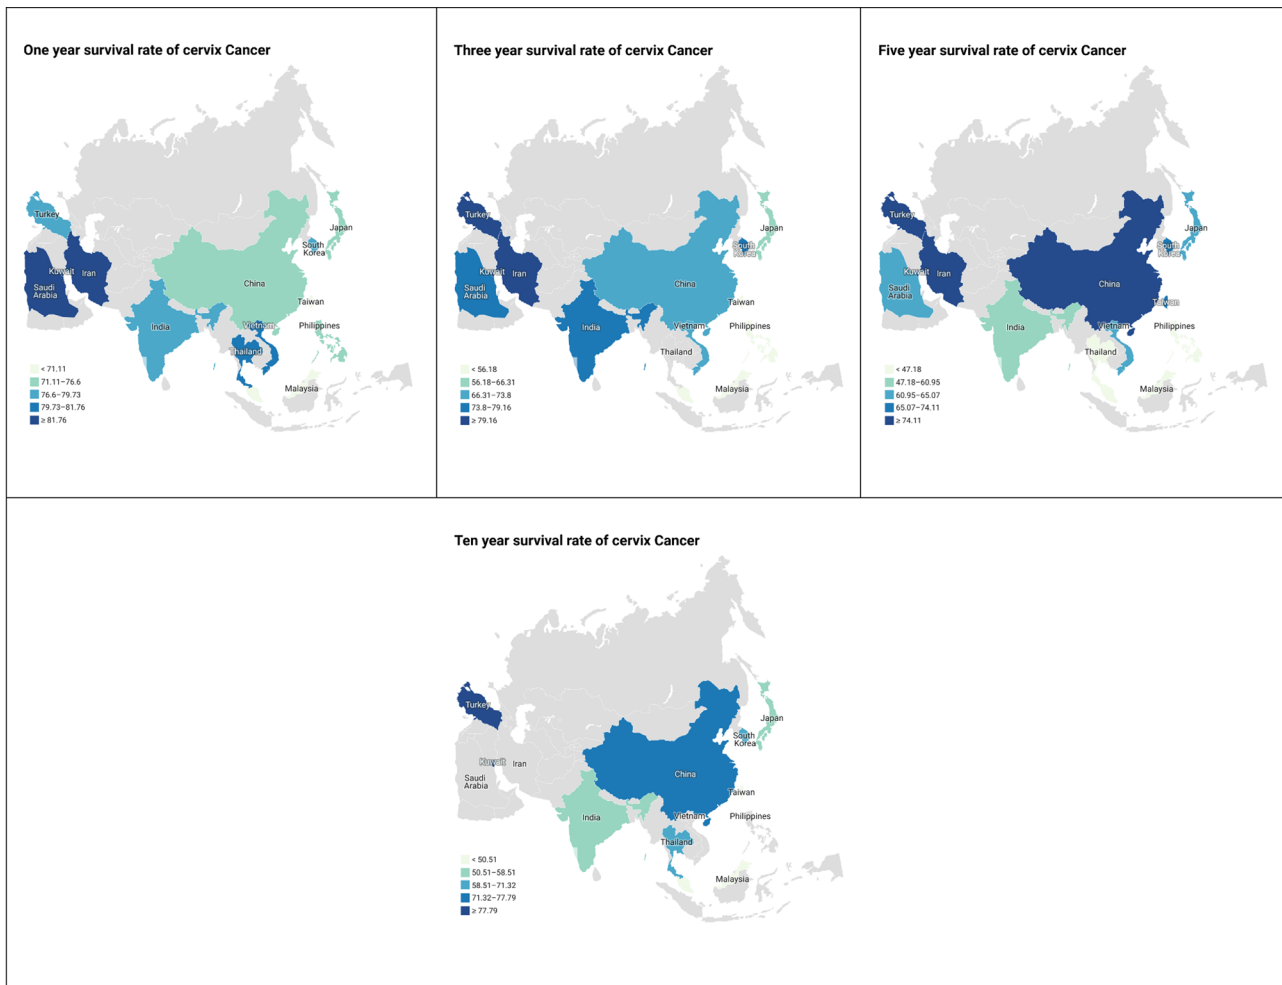 One year survival rate of cervix Cancer
Turkey
Japan
South
Korea
Kuwait
Iran
Saudi
Arabia
China
Taiwan
India
Vietnam
Philippines
Thailand
Malaysia
< 71.11
71.11–76.6
76.6–79.73
79.73–81.76
≥ 81.76
Three year survival rate of cervix Cancer
Turkey
Japan
South
Korea
Kuwait
Iran
Saudi
Arabia
China
Taiwan
India
Vietnam
Philippines
Thailand
Malaysia
< 56.18
56.18–66.31
66.31–73.8
73.8–79.16
≥ 79.16
Five year survival rate of cervix Cancer
Turkey
Japan
South
Korea
Kuwait
Iran
Saudi
Arabia
China
Taiwan
India
Vietnam
Philippines
Thailand
Malaysia
< 47.18
47.18–60.95
60.95–65.07
65.07–74.11
≥ 74.11
Ten year survival rate of cervix Cancer
Turkey
Japan
South
Korea
Kuwait
Iran
Saudi
Arabia
China
Taiwan
India
Vietnam
Philippines
Thailand
Malaysia
< 50.51
50.51–58.51
58.51–71.32
71.32–77.79
≥ 77.79